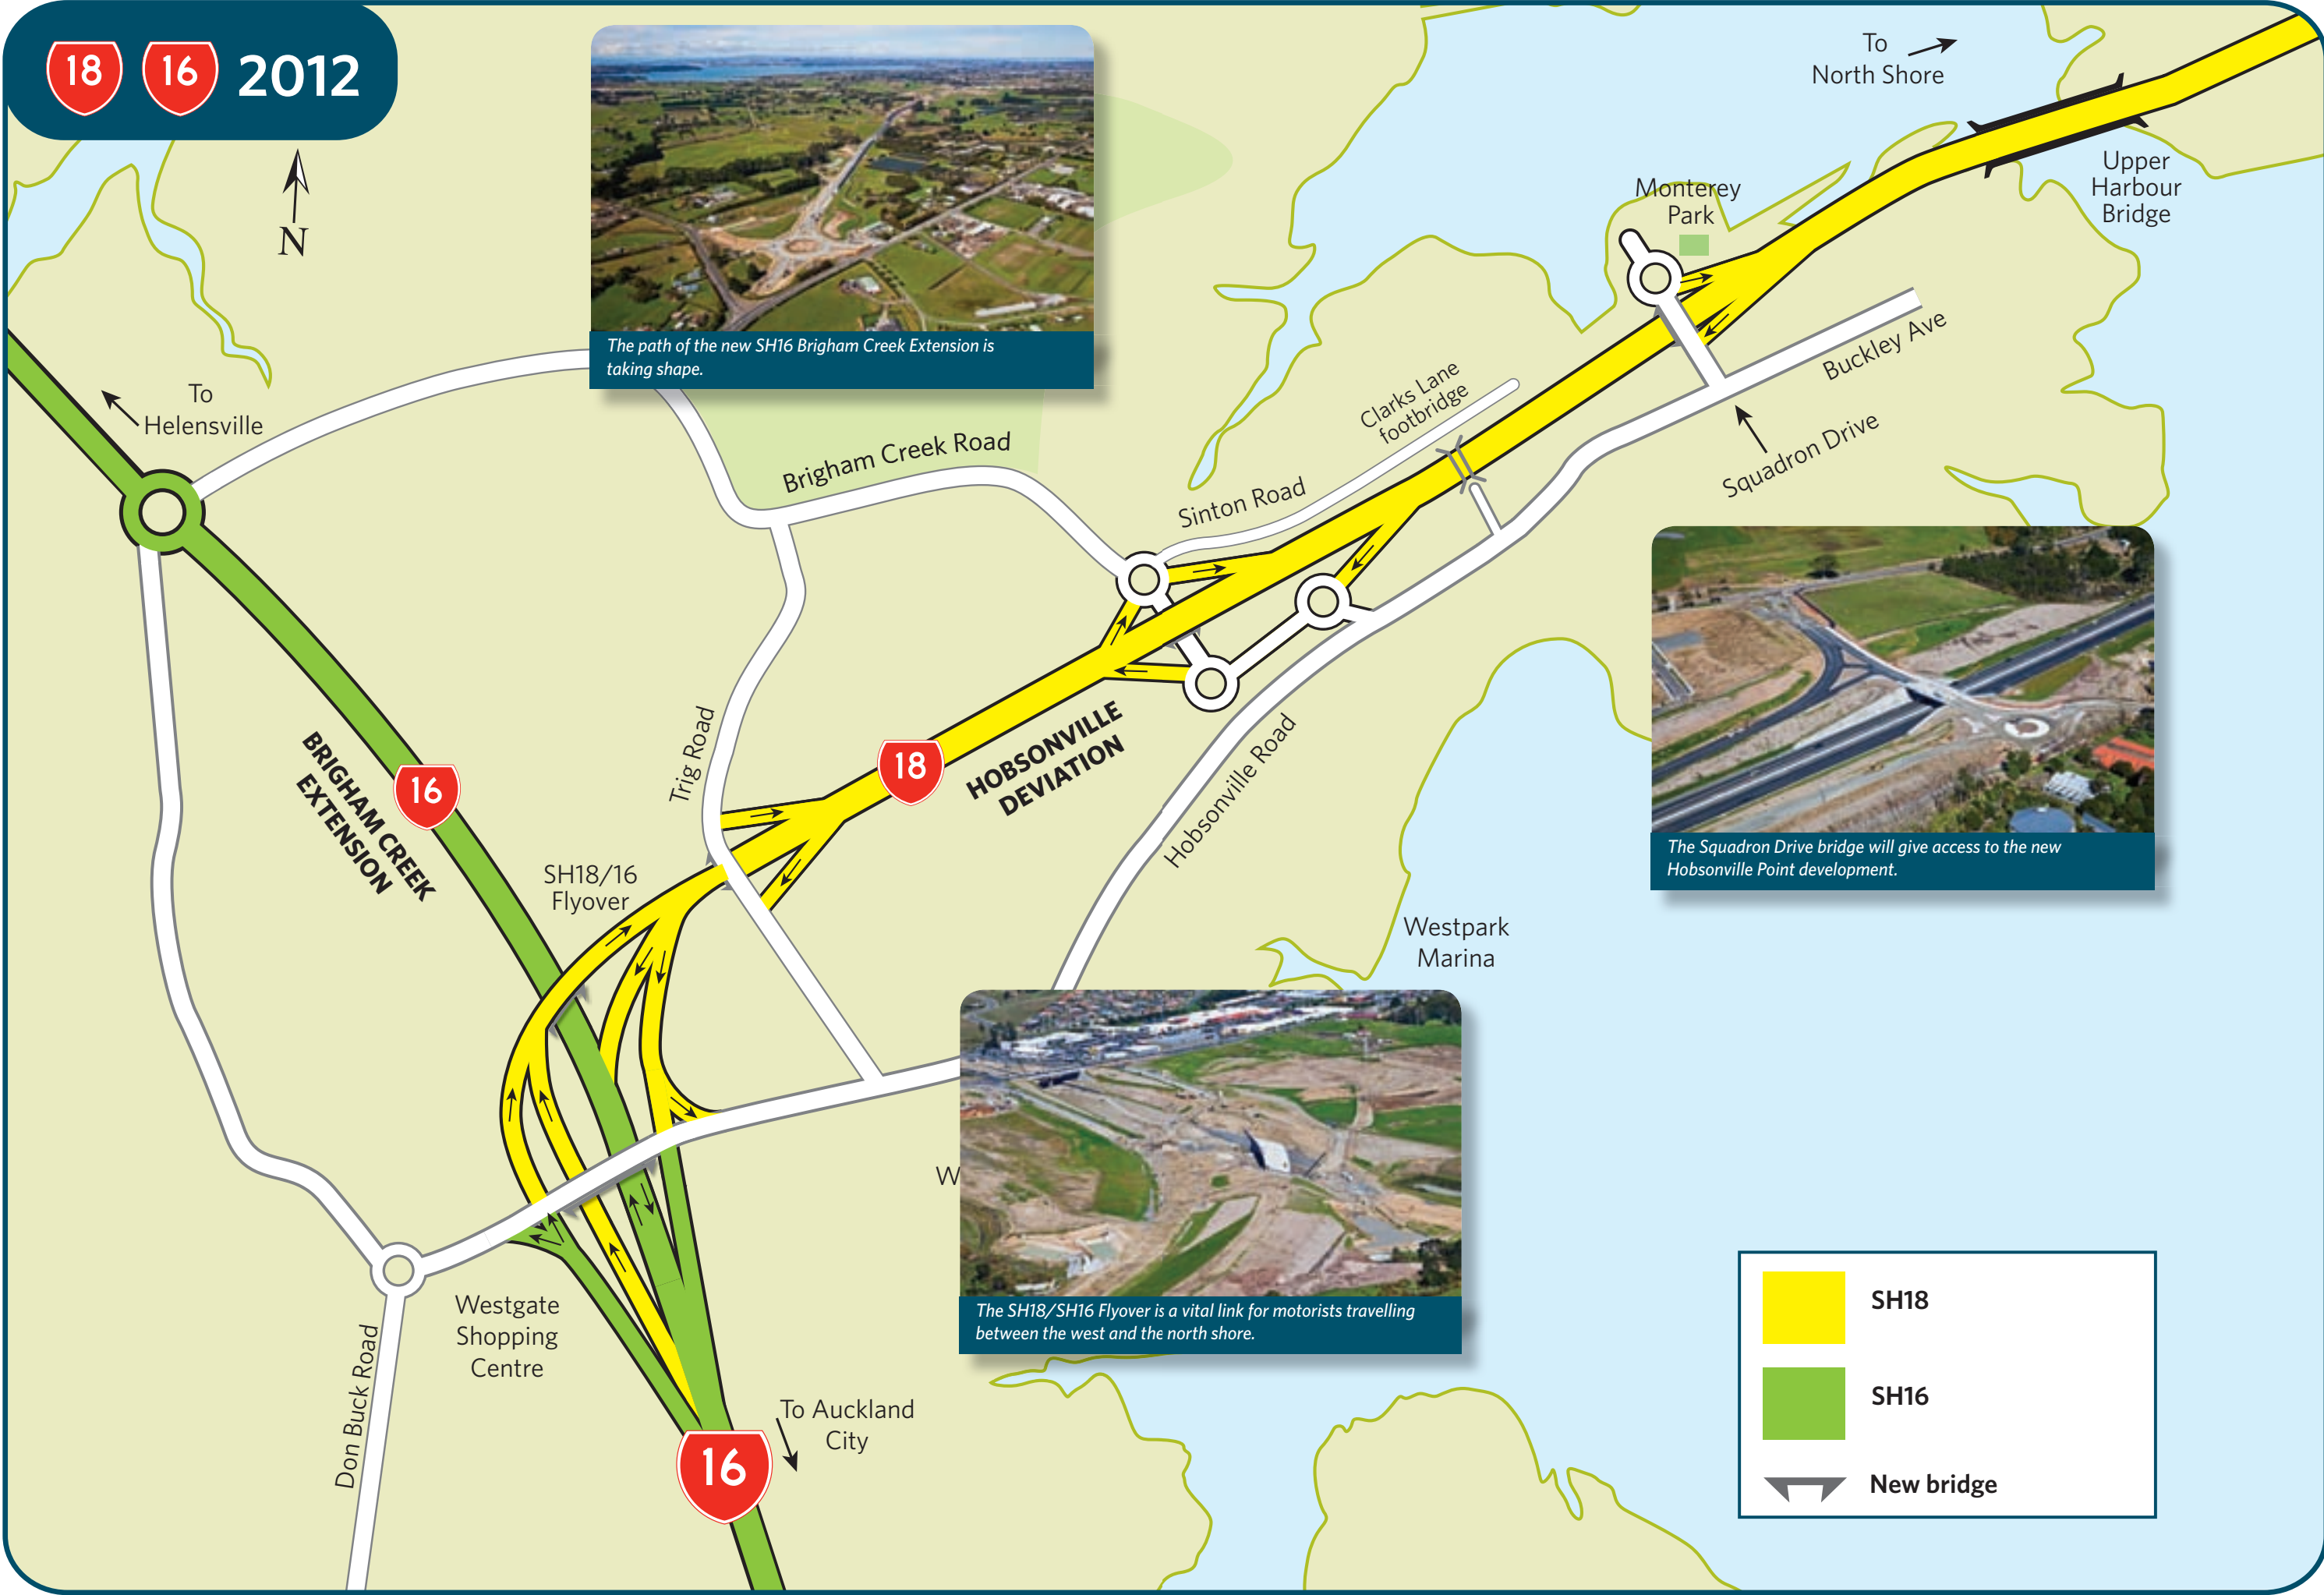 18 16 2012
N
To
North Shore
Upper
Harbour
Bridge
Monterey
Park
The path of the new SH16 Brigham Creek Extension is
taking shape.
To
Helensville
Buckley Ave
Squadron Drive
Clarks Lane
footbridge
Sinton Road
Brigham Creek Road
BRIGHAM CREEK
EXTENSION
16
Trig Road
18
HOBSONVILLE
DEVIATION
Hobsonville Road
SH18/16
Flyover
The Squadron Drive bridge will give access to the new
Hobsonville Point development.
Westpark
Marina
W
The SH18/SH16 Flyover is a vital link for motorists travelling
between the west and the north shore.
Westgate
Shopping
Centre
Don Buck Road
To Auckland
City
16
SH18
SH16
New bridge